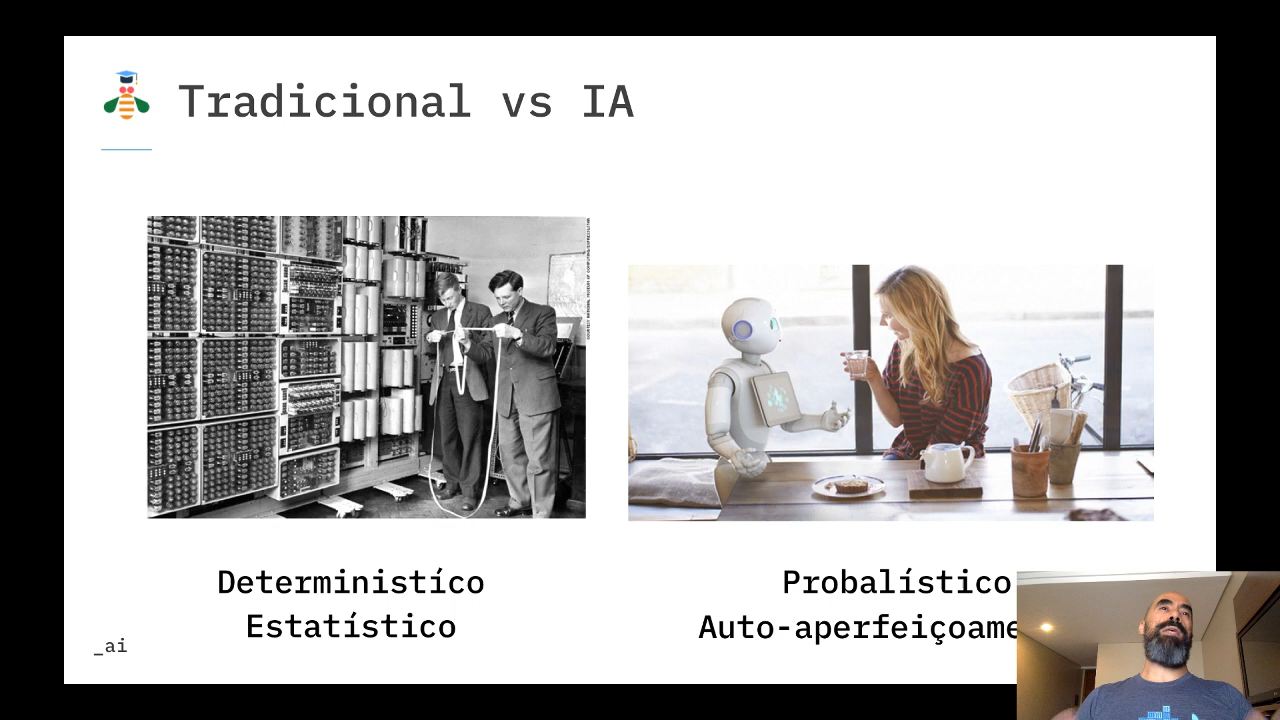 Tradicional vs IA
Deterministíco
Estatístico
Probalístico
Auto-aperfeiçoame
_ai